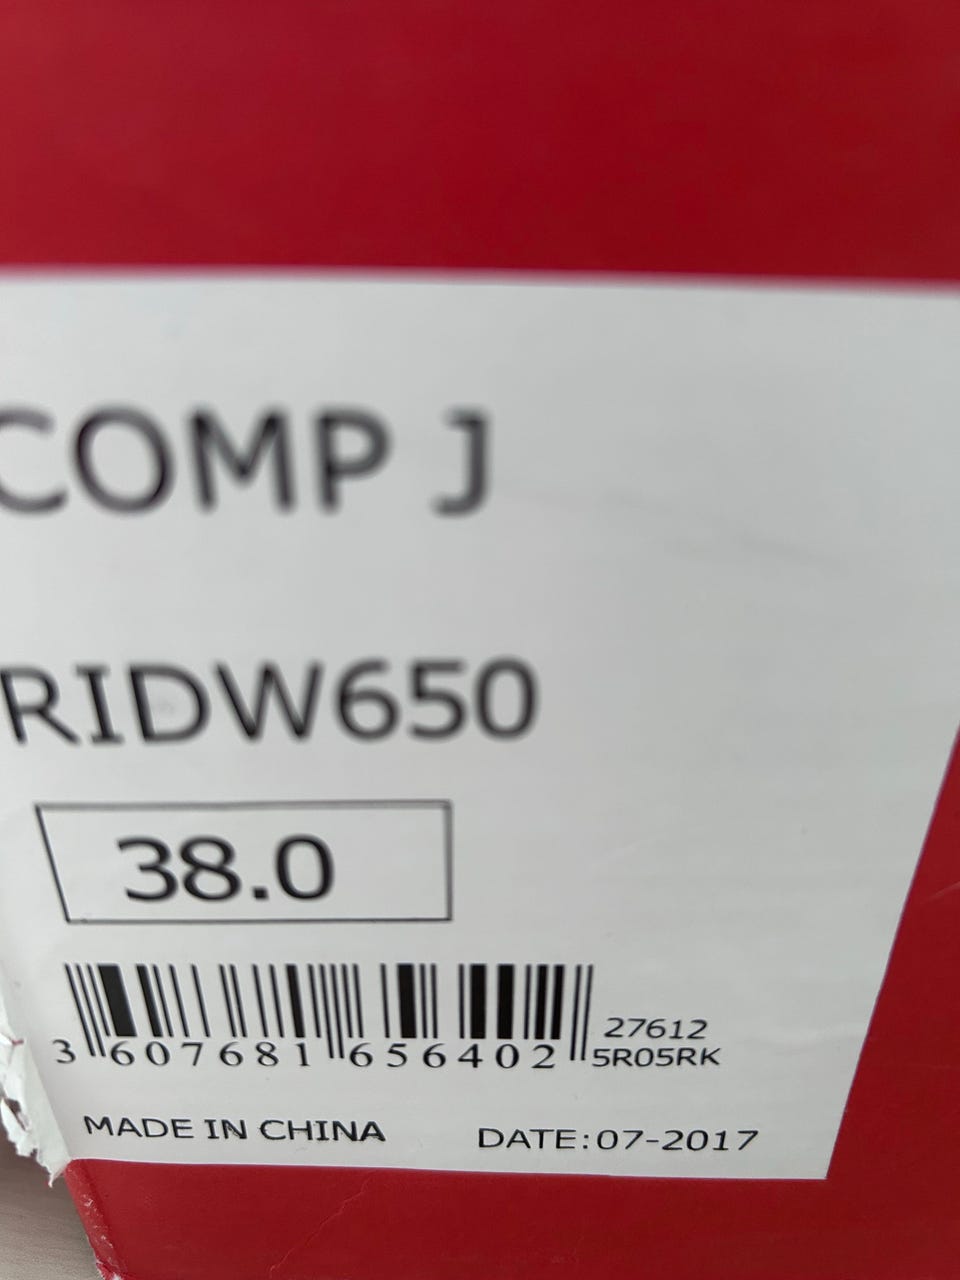 COMP J
RIDW650
38.0
27612
3 607681 656402 5R05RK
MADE IN CHINA DATE:07-2017